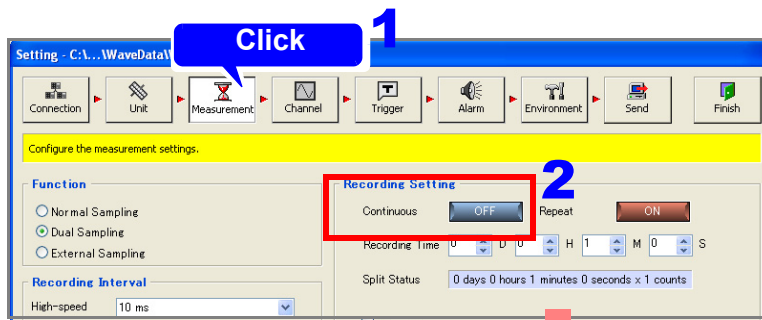 Click
1
Setting - C:\...\WaveData\
Connection Unit Measurement Channel Trigger Alarm Environment Send Finish
Configure the measurement settings.
Function
Normal Sampling
Dual Sampling
External Sampling
Recording Interval
High-speed 10 ms
Recording Setting
2
Continuous OFF Repeat ON
Recording Time 0 D 0 H 1 M 0 S
Split Status 0 days 0 hours 1 minutes 0 seconds x 1 counts